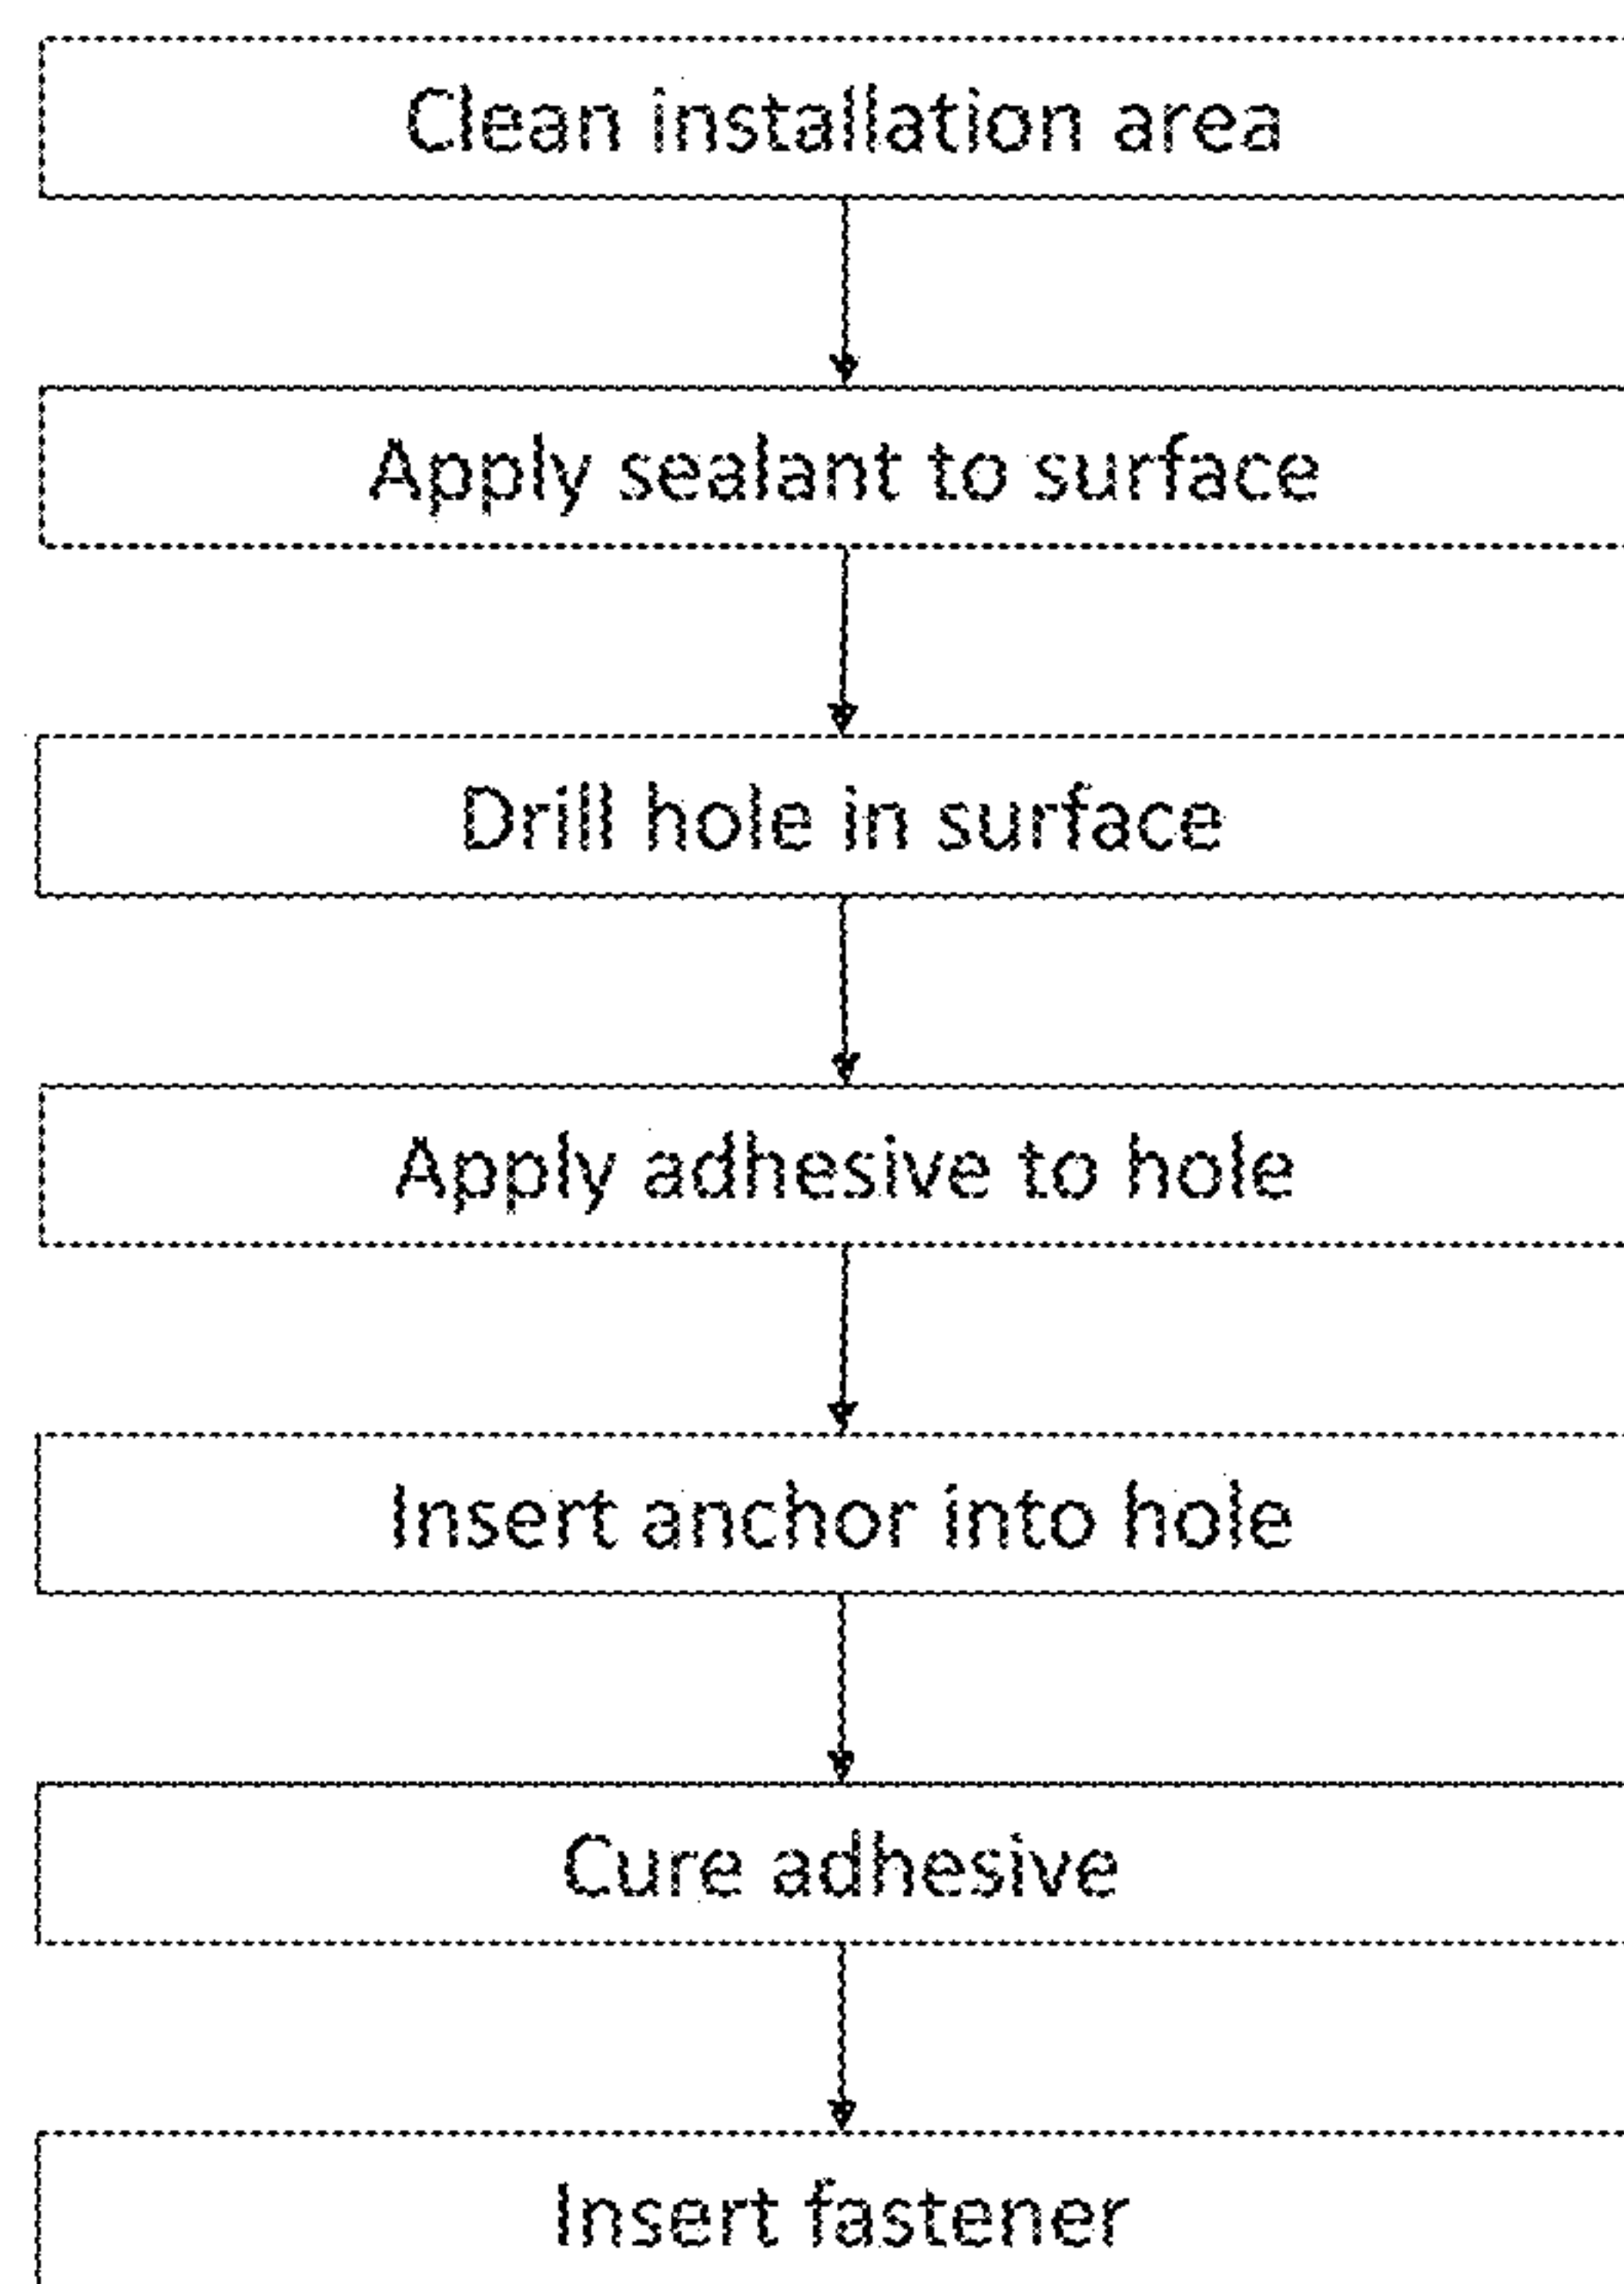 Clean installation area
Apply sealant to surface
Drill hole in surface
Apply adhesive to hole
Insert anchor into hole
Cure adhesive
Insert fastener